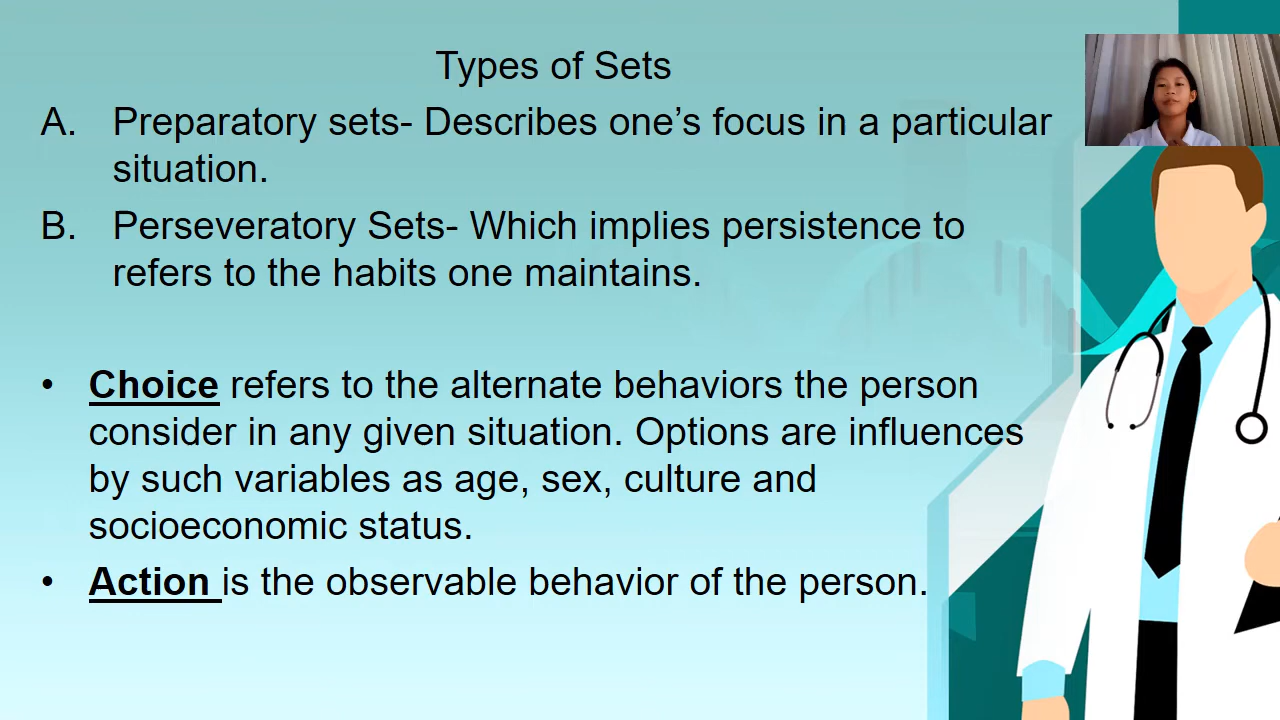 Types of Sets
A. Preparatory sets- Describes one’s focus in a particular
situation.
B. Perseveratory Sets- Which implies persistence to
refers to the habits one maintains.
• Choice refers to the alternate behaviors the person
consider in any given situation. Options are influences
by such variables as age, sex, culture and
socioeconomic status.
• Action is the observable behavior of the person.